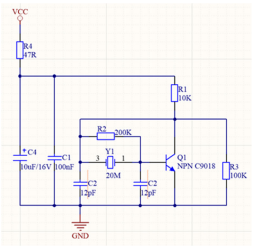 VCC
R4
47R
R1
10K
R2
200K
Y1
3
1
Q1
NPN C9018
C4
10uF/16V
C1
100nF
20M
R3
100K
C2
12pF
C2
12pF
GND